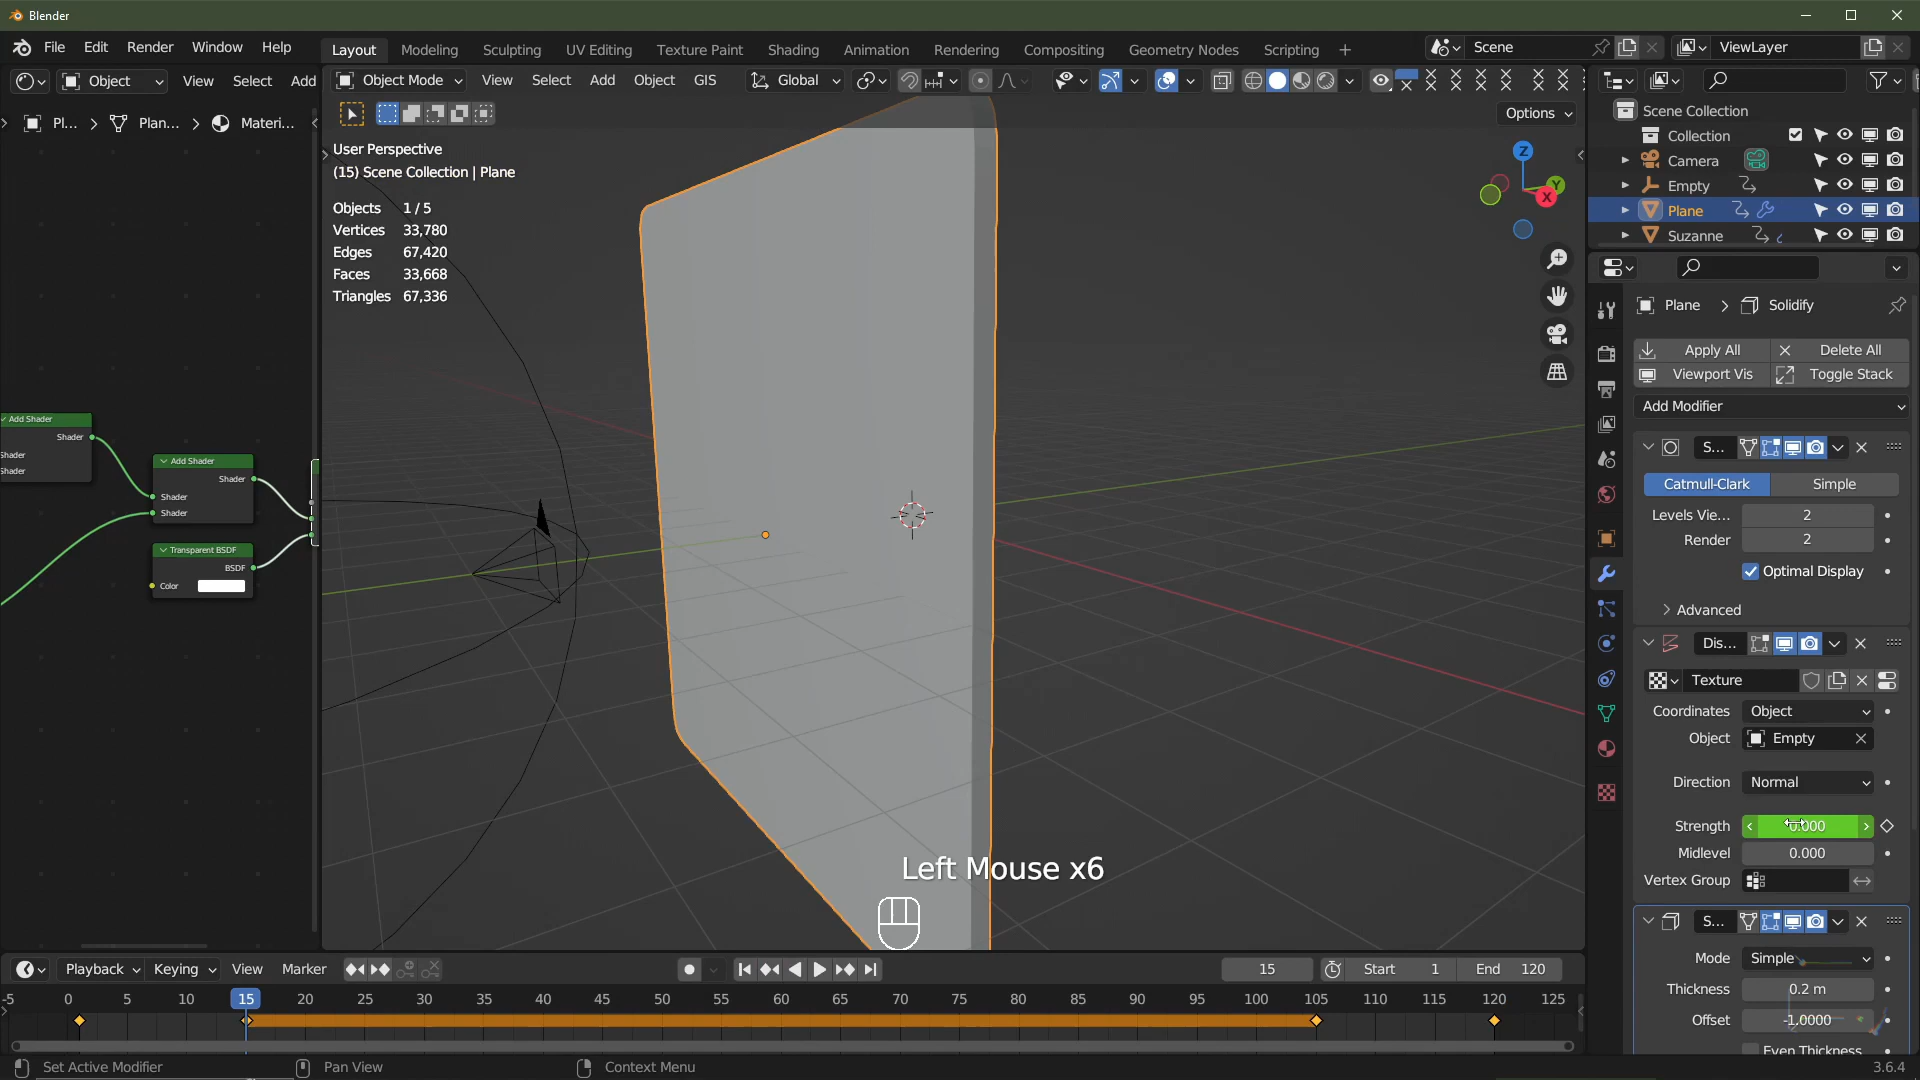 Blender
File Edit Render Window Help
Layout Modeling Sculpting UV Editing Texture Paint Shading Animation Rendering Compositing Geometry Nodes Scripting +
Scene ViewLayer
Object View Select Add
Object Mode View Select Add Object GIS Global
Options
Pl... Plan... Materi...
User Perspective
(15) Scene Collection | Plane
Objects 1 / 5
Vertices 33,780
Edges 67,420
Faces 33,668
Triangles 67,336
Z
Y
X
Add Shader
Shader
Shader
Add Shader
Shader
Shader
Shader
Transparent BSDF
BSDF
Color
Left Mouse x6
Scene Collection
Collection
Camera
Empty
Plane
Suzanne
Plane > Solidify
Apply All Delete All
Viewport Vis Toggle Stack
Add Modifier
S...
Catmull-Clark Simple
Levels Vie... 2
Render 2
Optimal Display
Advanced
Dis...
Texture
Coordinates Object
Object Empty
Direction Normal
Strength 0.000
Midlevel 0.000
Vertex Group
S...
Mode Simple
Thickness 0.2 m
Offset -1.0000
Even Thickness
Playback Keying View Marker
15 Start 1 End 120
-5 0 5 10 15 20 25 30 35 40 45 50 55 60 65 70 75 80 85 90 95 100 105 110 115 120 125
Set Active Modifier Pan View Context Menu 3.6.4